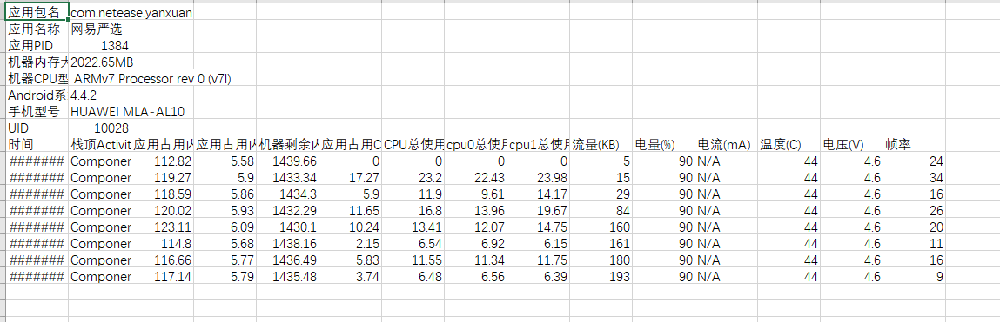 应用包名 com.netease.yanxuan
应用名称 网易严选
应用PID 1384
机器内存大 2022.65MB
机器CPU型 ARMv7 Processor rev 0 (v7l)
Android系 4.4.2
手机型号 HUAWEI MLA-AL10
UID 10028
时间 栈顶Activit 应用占用内 应用占用内 机器剩余内 应用占用C CPU总使用 cpu0总使用 cpu1总使用 流量(KB) 电量(%) 电流(mA) 温度(C) 电压(V) 帧率
####### Componer 112.82 5.58 1439.66 0 0 0 0 5 90 N/A 44 4.6 24
####### Componer 119.27 5.9 1433.34 17.27 23.2 22.43 23.98 15 90 N/A 44 4.6 34
####### Componer 118.59 5.86 1434.3 5.9 11.9 9.61 14.17 29 90 N/A 44 4.6 16
####### Componer 120.02 5.93 1432.29 11.65 16.8 13.96 19.67 84 90 N/A 44 4.6 26
####### Componer 123.11 6.09 1430.1 10.24 13.41 12.07 14.75 160 90 N/A 44 4.6 20
####### Componer 114.8 5.68 1438.16 2.15 6.54 6.92 6.15 161 90 N/A 44 4.6 11
####### Componer 116.66 5.77 1436.49 5.83 11.55 11.34 11.75 180 90 N/A 44 4.6 16
####### Componer 117.14 5.79 1435.48 3.74 6.48 6.56 6.39 193 90 N/A 44 4.6 9